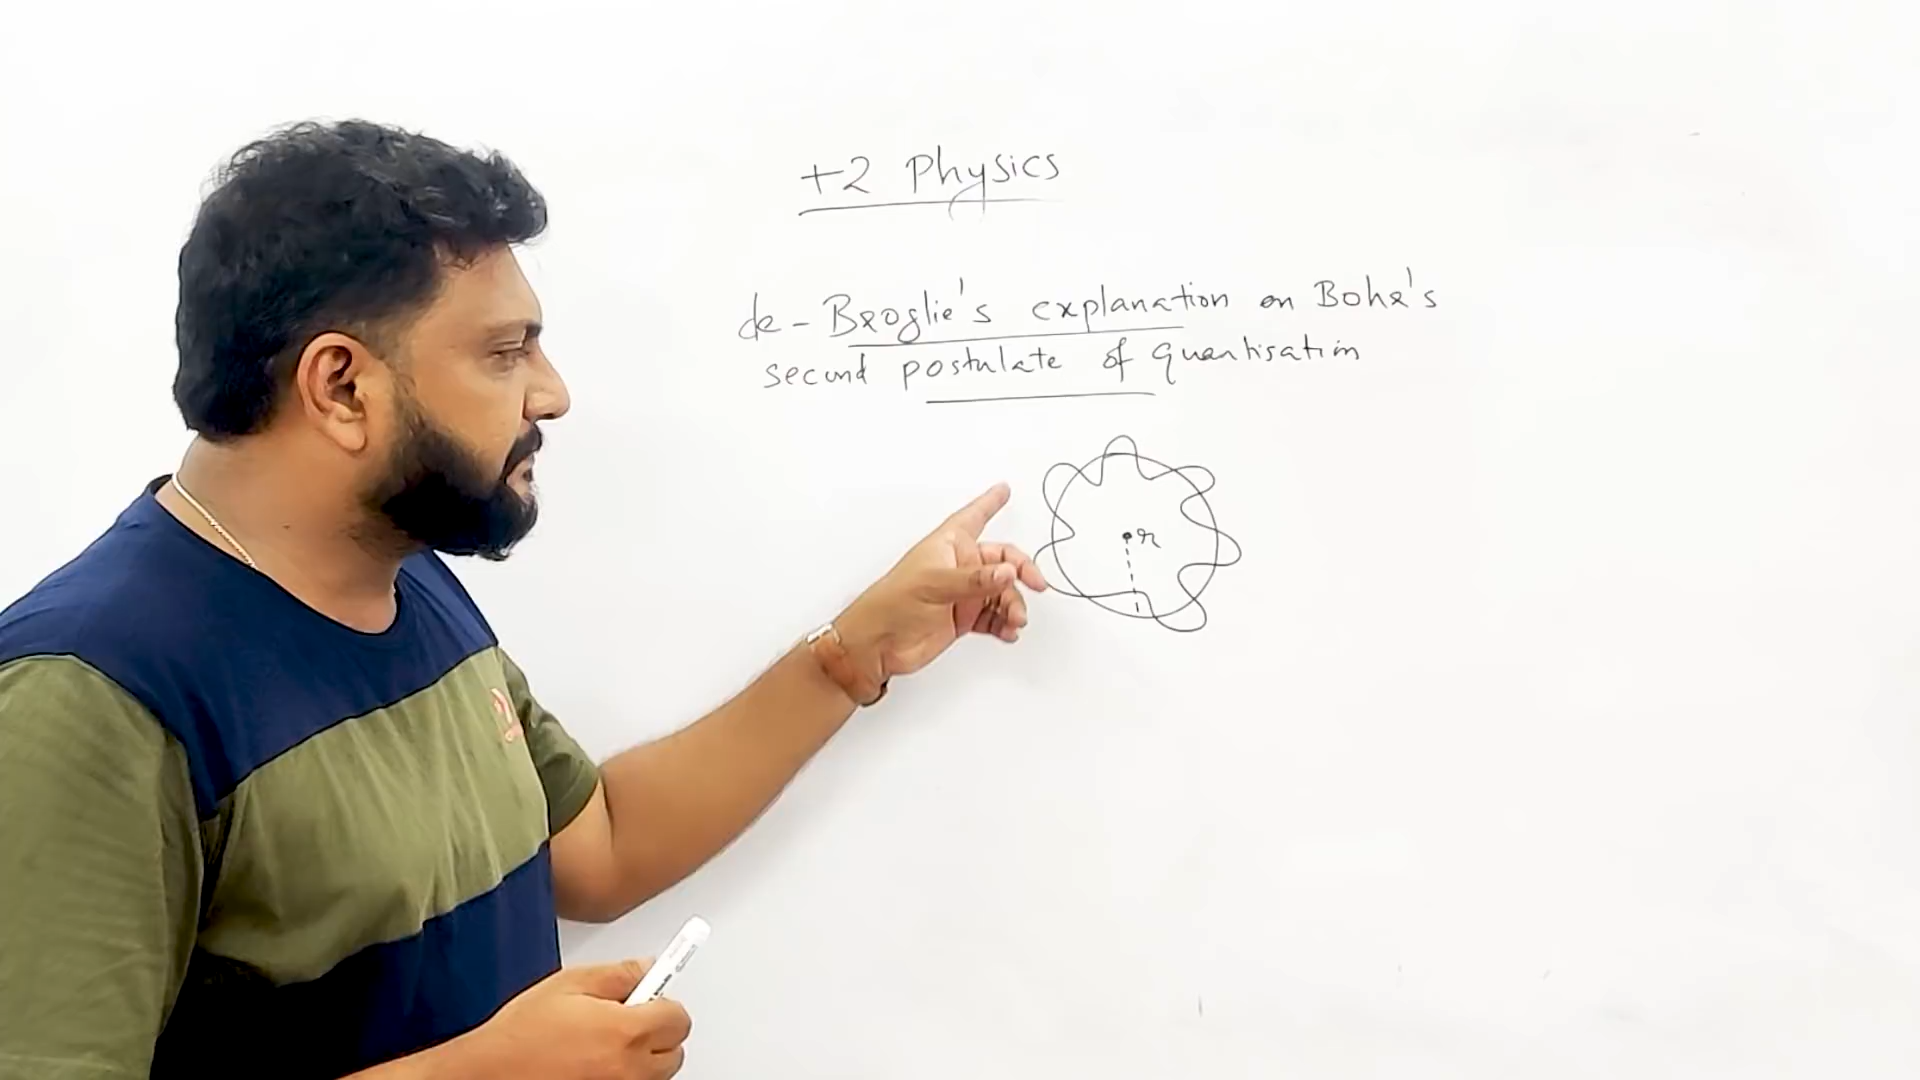 +2 Physics
de-Broglie's explanation on Bohr's
second postulate of quantisation
r